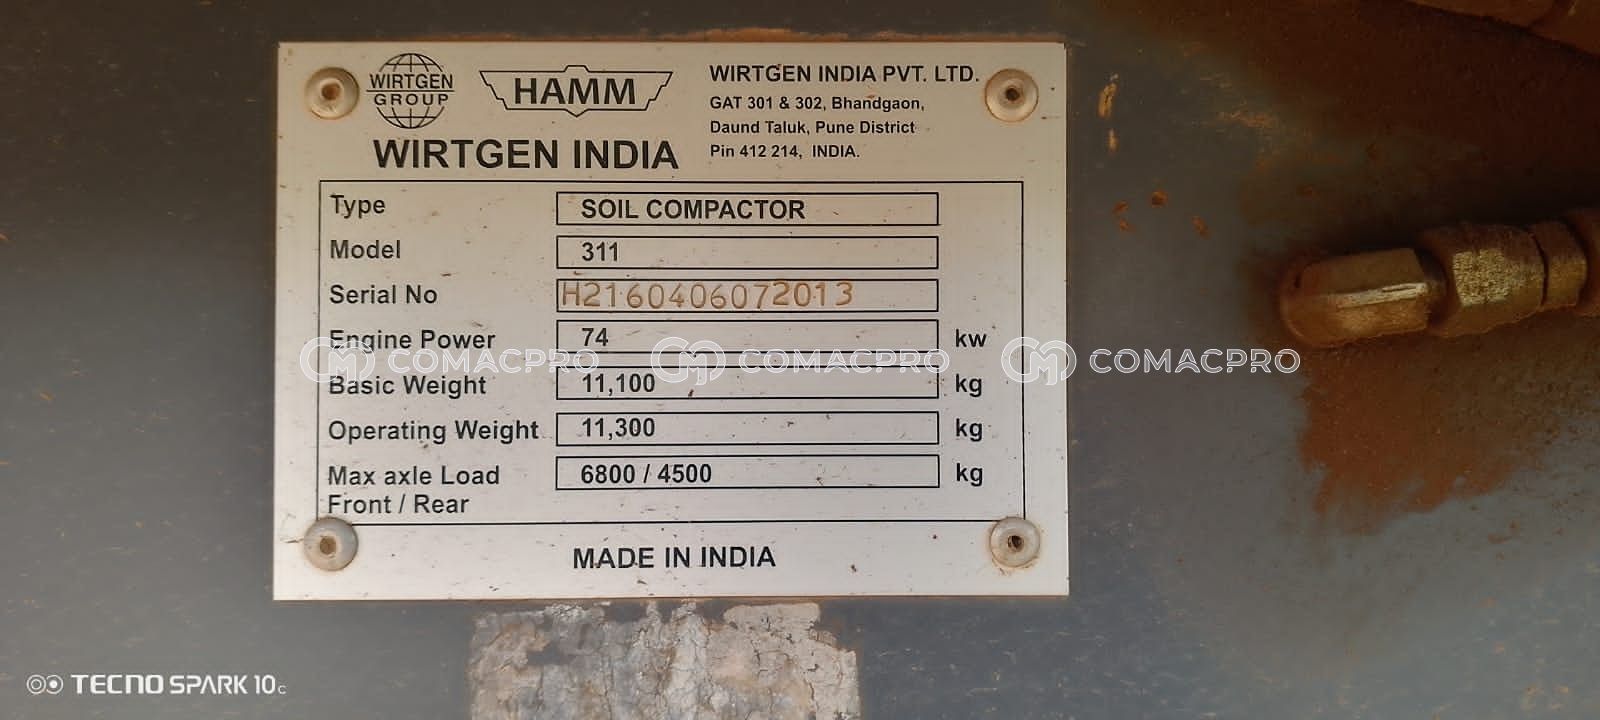 WIRTGEN
GROUP
HAMM
WIRTGEN INDIA
WIRTGEN INDIA PVT. LTD.
GAT 301 & 302, Bhandgaon,
Daund Taluk, Pune District
Pin 412 214, INDIA.
Type SOIL COMPACTOR
Model 311
Serial No H2160406072013
Engine Power 74 kw
COMACPRO COMACPRO COMACPRO
Basic Weight 11,100 kg
Operating Weight 11,300 kg
Max axle Load 6800 / 4500 kg
Front / Rear
MADE IN INDIA
TECNO SPARK 10C